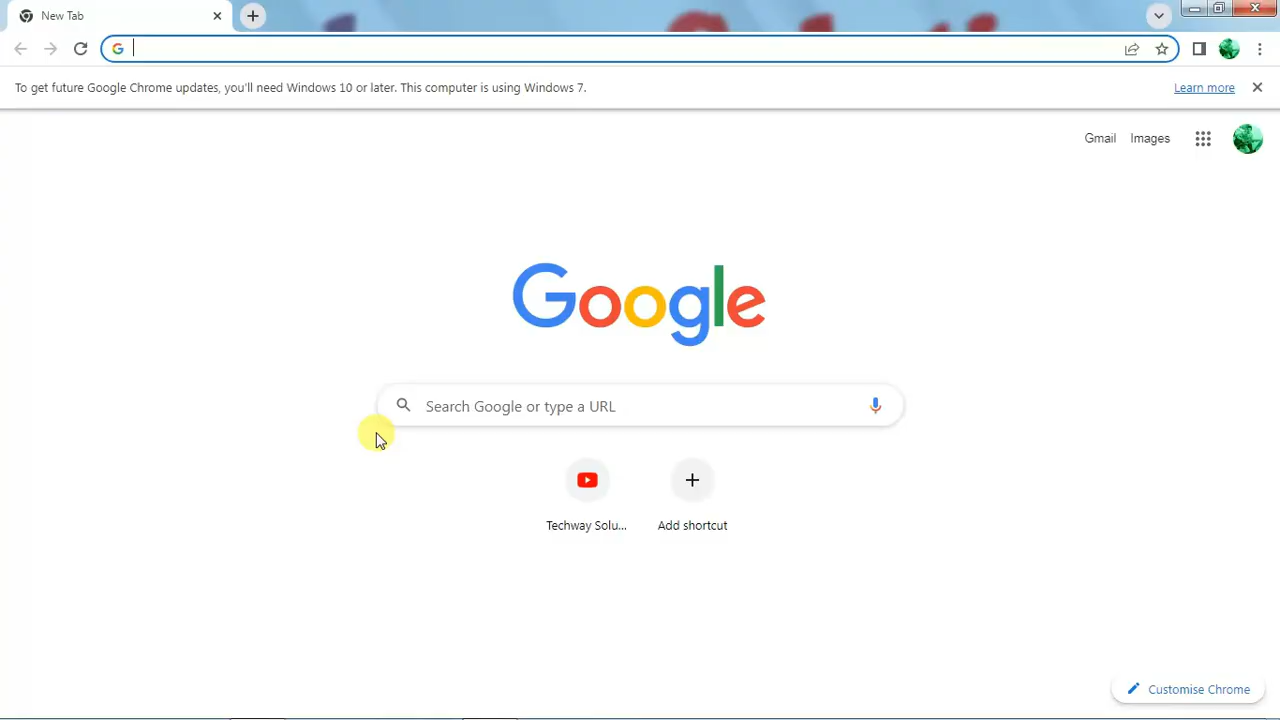 New Tab
To get future Google Chrome updates, you'll need Windows 10 or later. This computer is using Windows 7.
Learn more
Gmail Images
Google
Search Google or type a URL
Techway Solu...
Add shortcut
Customise Chrome